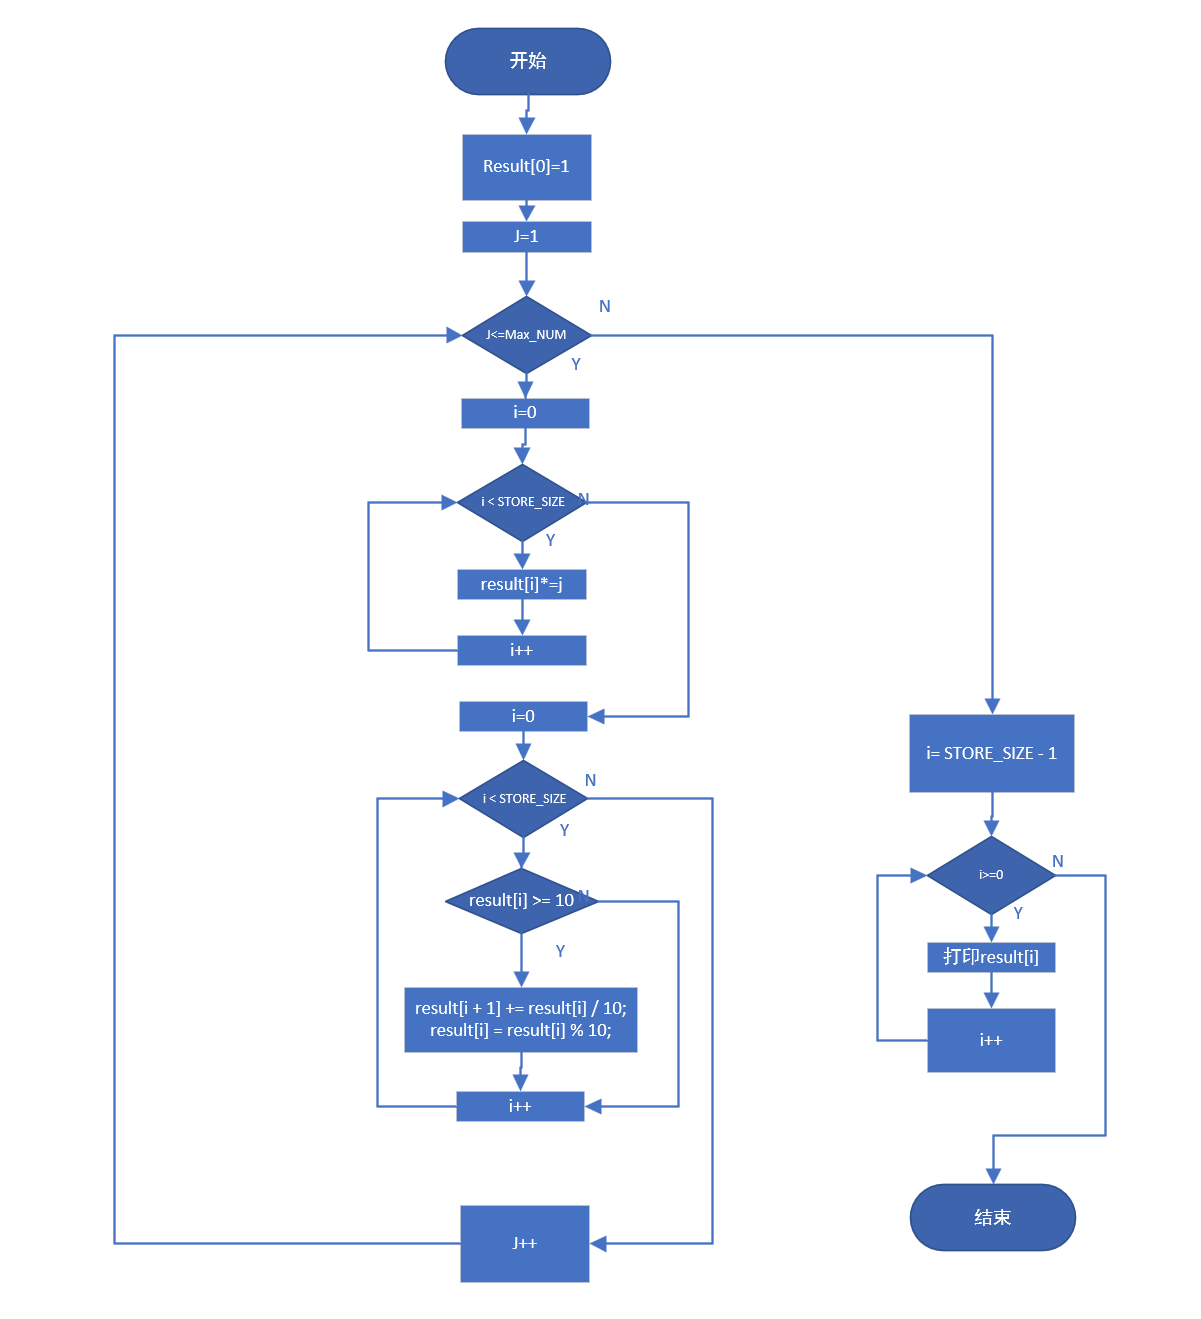 开始
Result[0]=1
J=1
J<=Max_NUM
N
Y
i=0
i < STORE_SIZE
N
Y
result[i]*=j
i++
i=0
i < STORE_SIZE
N
Y
result[i] >= 10
N
Y
result[i + 1] += result[i] / 10;
result[i] = result[i] % 10;
i++
J++
i= STORE_SIZE - 1
i>=0
N
Y
打印result[i]
i++
结束